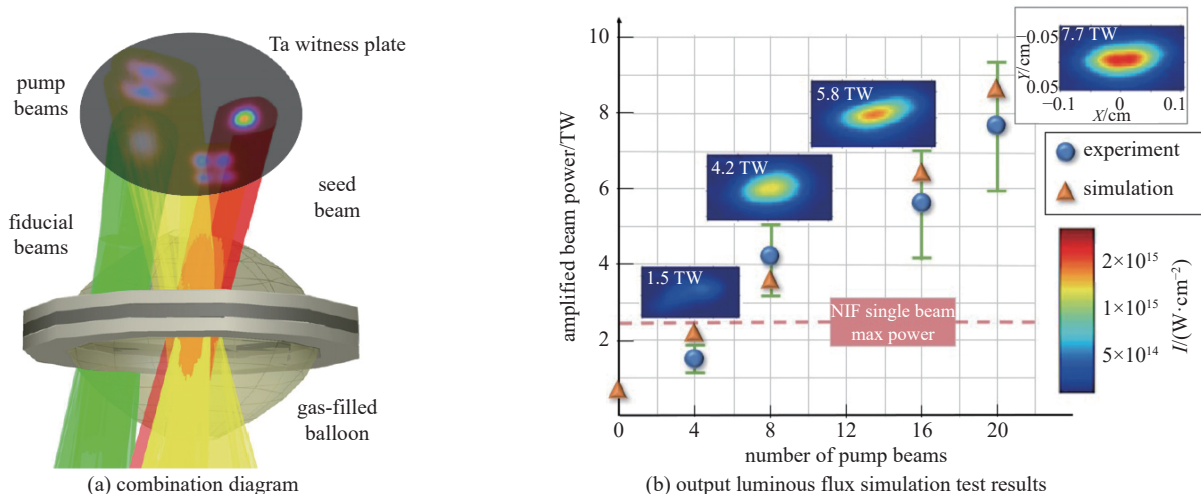 Ta witness plate
pump
beams
seed
beam
fiducial
beams
gas-filled
balloon
(a) combination diagram
amplified beam power/TW
10
8
6
4
2
0
4
8
12
16
20
number of pump beams
1.5 TW
4.2 TW
5.8 TW
7.7 TW
NIF single beam
max power
−0.05
0
0.05
Y/cm
−0.1
0
0.1
X/cm
experiment
simulation
2×10¹⁵
1×10¹⁵
5×10¹⁴
I/(W·cm⁻²)
(b) output luminous flux simulation test results